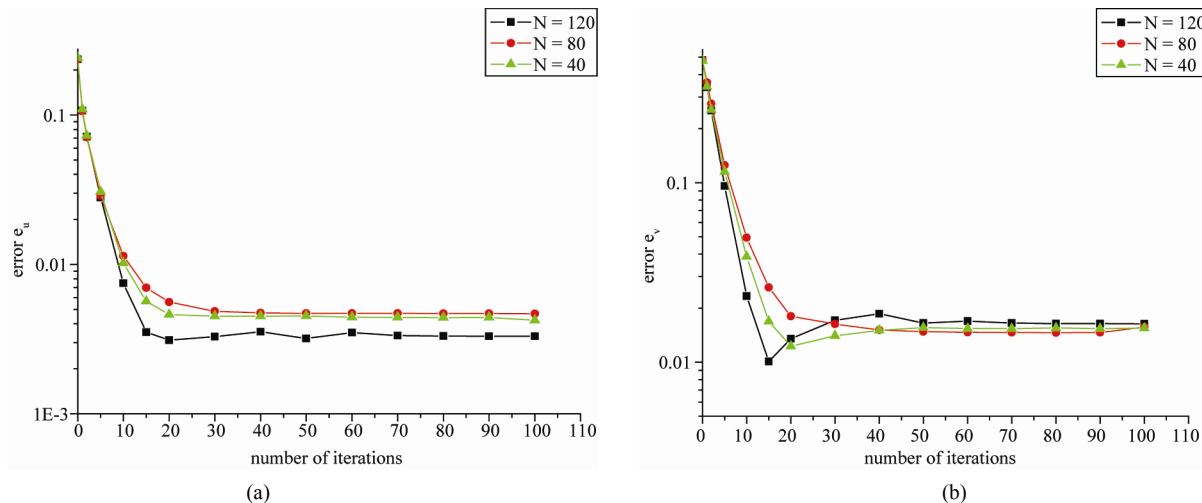 N = 120
N = 80
N = 40
0.1
0.01
1E-3
error e_u
0 10 20 30 40 50 60 70 80 90 100 110
number of iterations
(a)
N = 120
N = 80
N = 40
0.1
0.01
error e_v
0 10 20 30 40 50 60 70 80 90 100 110
number of iterations
(b)